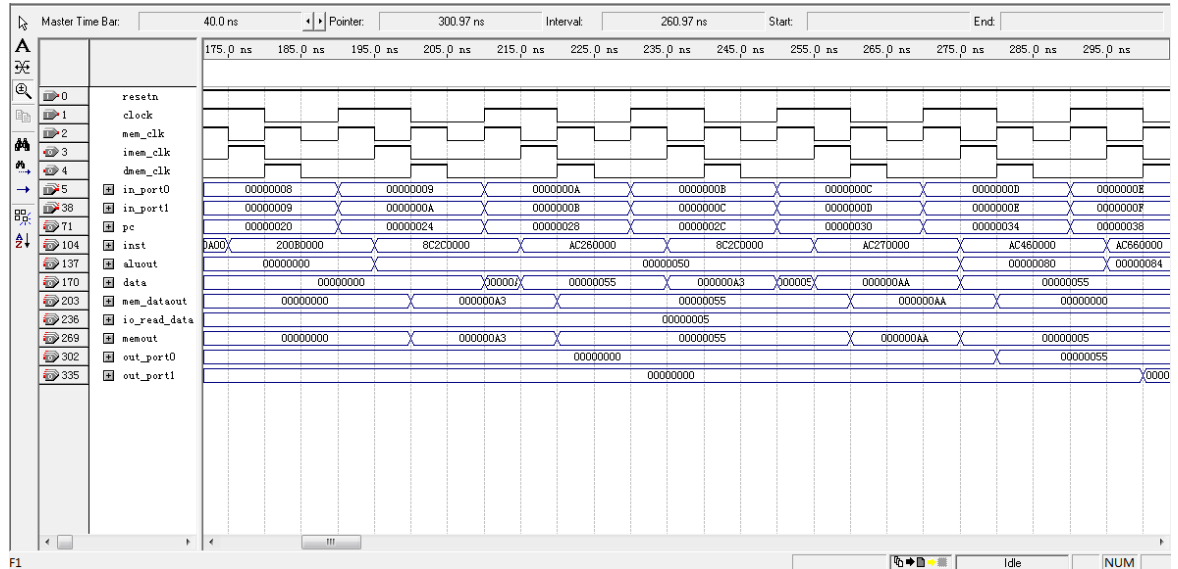 Master Time Bar: 40.0 ns Pointer: 300.97 ns Interval: 260.97 ns Start: End:
A 175.0 ns 185.0 ns 195.0 ns 205.0 ns 215.0 ns 225.0 ns 235.0 ns 245.0 ns 255.0 ns 265.0 ns 275.0 ns 285.0 ns 295.0 ns
0 resetn
1 clock
2 mem_clk
3 imem_clk
4 dmem_clk
5 in_port0 00000008 00000009 0000000A 0000000B 0000000C 0000000D 0000000E
38 in_port1 00000009 0000000A 0000000B 0000000C 0000000D 0000000E 0000000F
71 pc 00000020 00000024 00000028 0000002C 00000030 00000034 00000038
104 inst 0A00 200B0000 8C2C0000 AC260000 8C2C0000 AC270000 AC460000 AC660000
137 aluout 00000000 00000050 00000080 00000084
170 data 00000000 00000055 000000A3 000000AA 00000055
203 mem_dataout 00000000 000000A3 00000055 000000AA 00000000
236 io_read_data 00000005
269 memout 00000000 000000A3 00000055 000000AA 00000005
302 out_port0 00000000 00000055
335 out_port1 00000000 0000
F1 Idle NUM